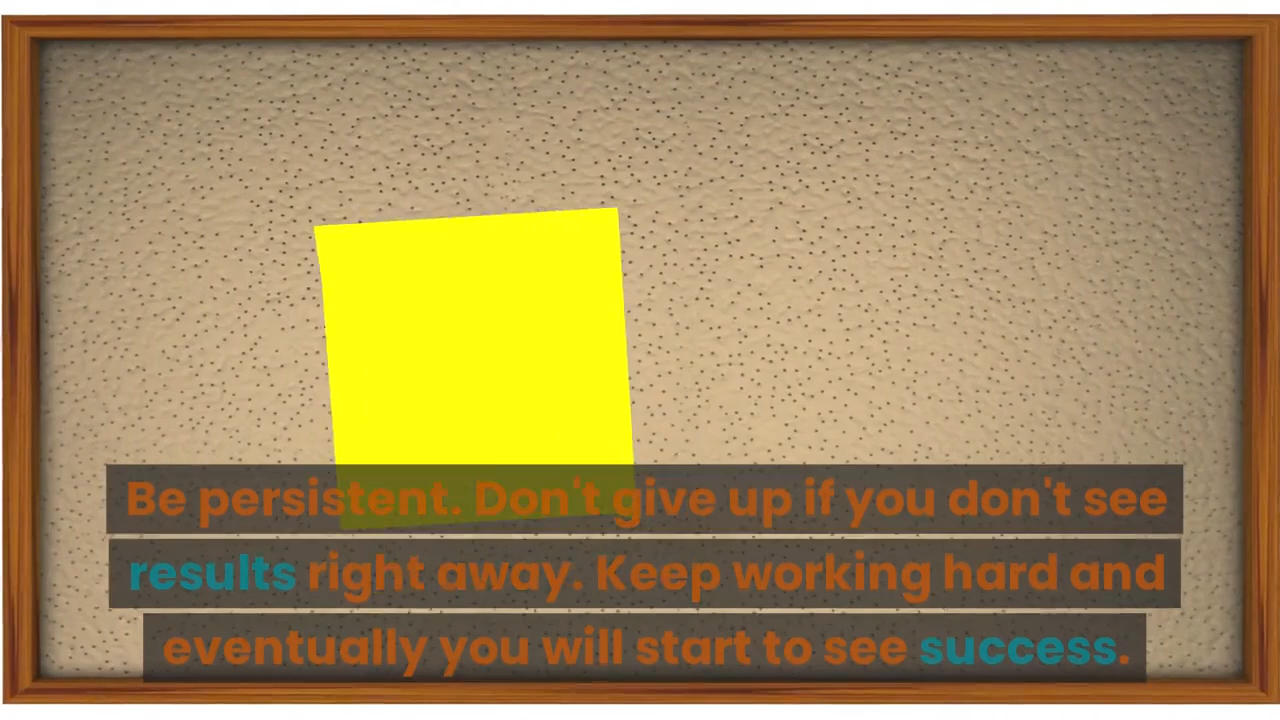 Be persistent. Don't give up if you don't see
results right away. Keep working hard and
eventually you will start to see success.